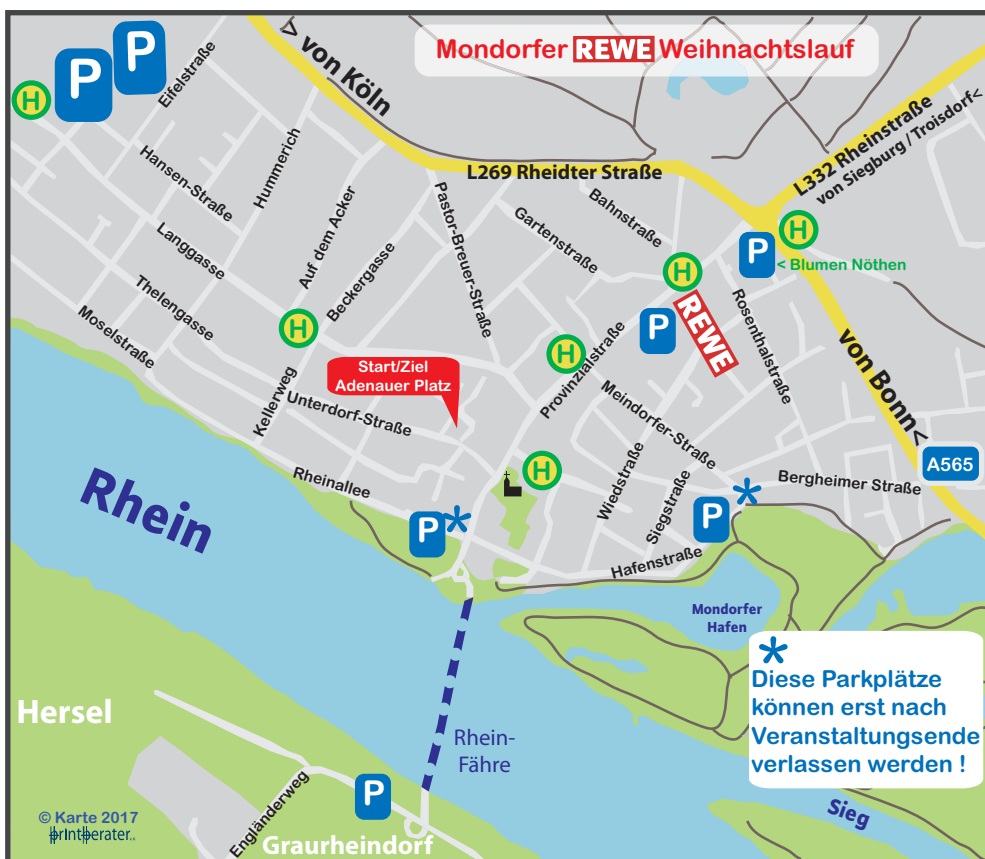 Mondorfer REWE Weihnachtslauf
P
P
H
Eifelstraße
> von Köln
L269 Rheidter Straße
L332 Rheinstraße
von Siegburg / Troisdorf<
Hansen-Straße
Hummerich
Langgasse
Auf dem Acker
Beckergasse
Pastor-Breuer-Straße
Gartenstraße
Bahnstraße
H
P
< Blumen Nöthen
H
P
REWE
Rosenthalstraße
von Bonn<
A565
Thelengasse
Moselstraße
H
Kellerweg
Start/Ziel
Adenauer Platz
Unterdorf-Straße
H
Provinzialstraße
Meindorfer-Straße
H
Wiedstraße
Siegstraße
P
*
Bergheimer Straße
Rheinallee
P
*
Hafenstraße
Rhein
Mondorfer
Hafen
*
Diese Parkplätze
können erst nach
Veranstaltungsende
verlassen werden !
Hersel
Rhein-
Fähre
P
Engländerweg
Graurheindorf
Sieg
© Karte 2017
printberater.